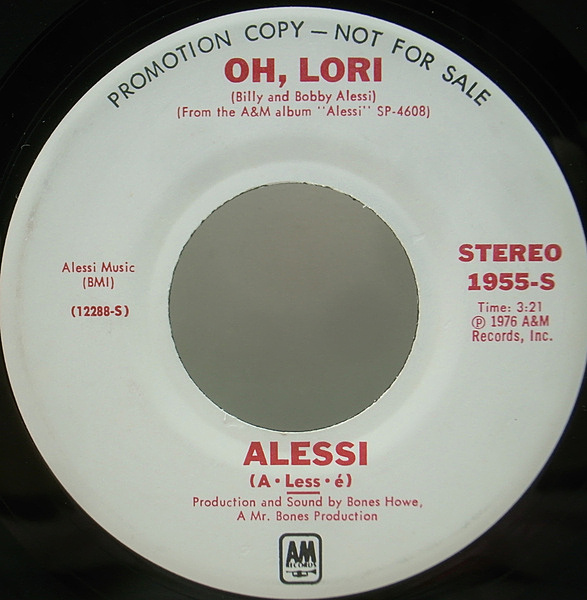 PROMOTION COPY — NOT FOR SALE
OH, LORI
(Billy and Bobby Alessi)
(From the A&M album "Alessi" SP-4608)
Alessi Music
(BMI)
(12288-S)
STEREO
1955-S
Time: 3:21
Ⓟ 1976 A&M
Records, Inc.
ALESSI
(A • Less • é)
Production and Sound by Bones Howe,
A Mr. Bones Production
AM
RECORDS